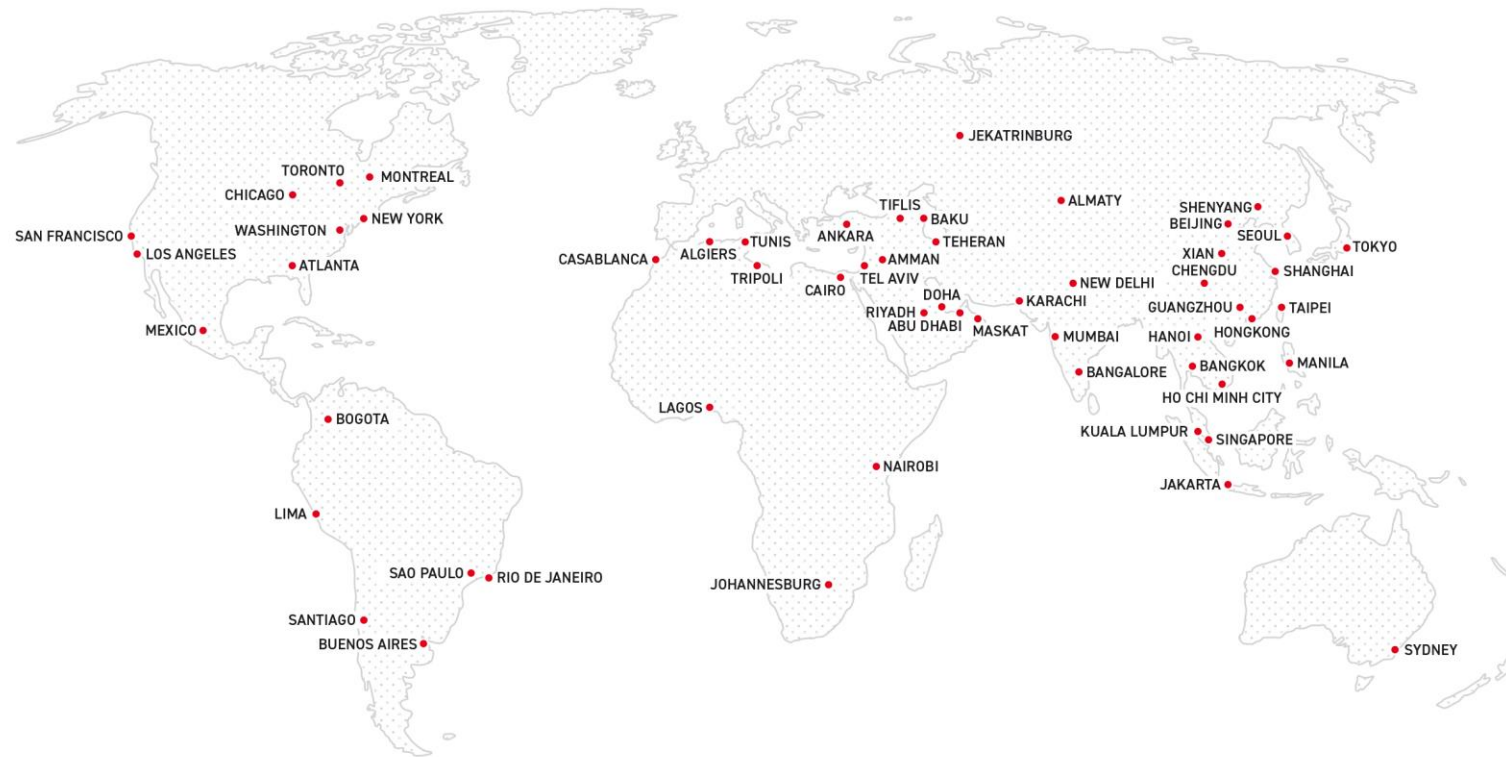 JEKATRINBURG
TORONTO
MONTREAL
CHICAGO
ALMATY
SHENYANG
TIFLIS
NEW YORK
BAKU
BEIJING
WASHINGTON
ANKARA
SEOUL
SAN FRANCISCO
TEHERAN
TUNIS
ALGIERS
TOKYO
LOS ANGELES
XIAN
CASABLANCA
AMMAN
ATLANTA
TRIPOLI
TEL AVIV
CHENGDU
SHANGHAI
CAIRO
NEW DELHI
DOHA
KARACHI
GUANGZHOU
TAIPEI
RIYADH
ABU DHABI
MASKAT
MEXICO
HONGKONG
MUMBAI
HANOI
MANILA
BANGALORE
BANGKOK
HO CHI MINH CITY
LAGOS
BOGOTA
KUALA LUMPUR
SINGAPORE
NAIROBI
JAKARTA
LIMA
SAO PAULO
RIO DE JANEIRO
JOHANNESBURG
SANTIAGO
BUENOS AIRES
SYDNEY